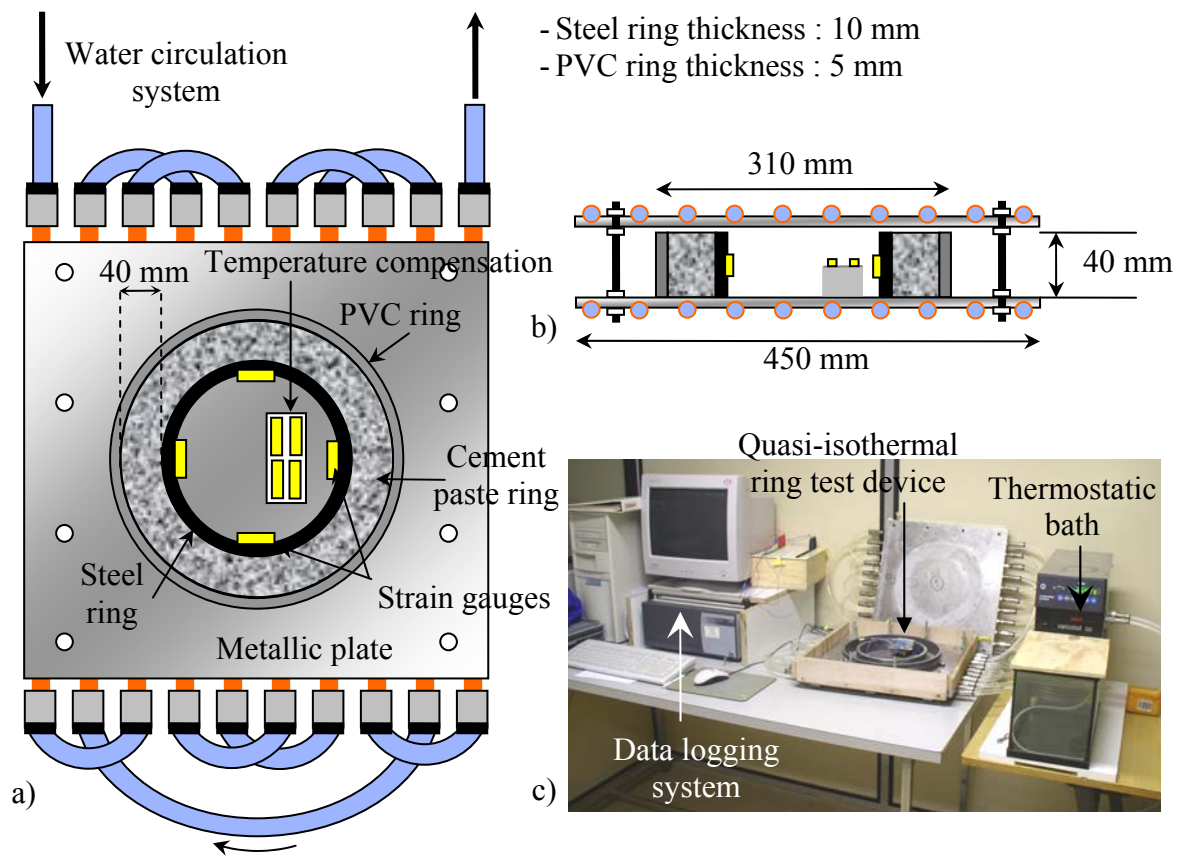 Water circulation
system
- Steel ring thickness : 10 mm
- PVC ring thickness : 5 mm
40 mm
Temperature compensation
PVC ring
Cement
paste ring
Steel
ring
Strain gauges
Metallic plate
a)
310 mm
40 mm
b)
450 mm
Quasi-isothermal
ring test device
Thermostatic
bath
Data logging
system
c)